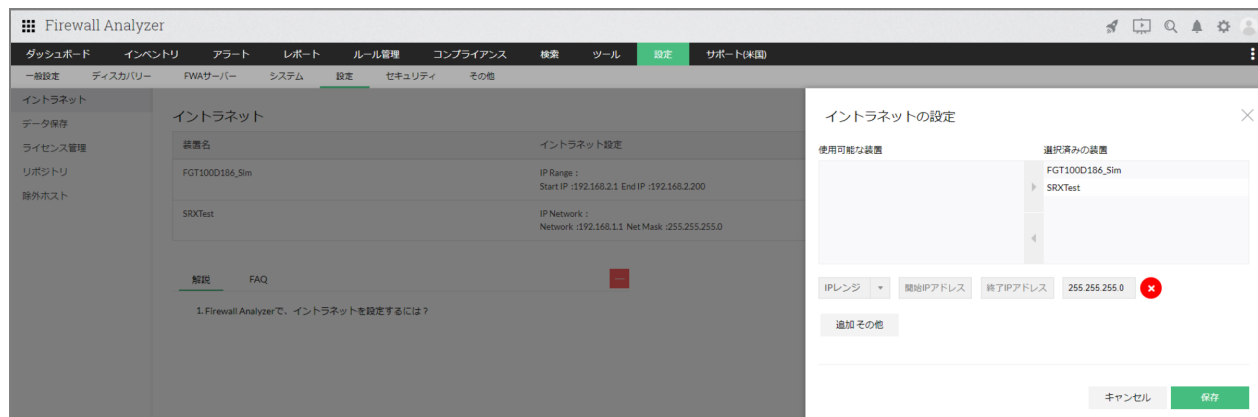 Firewall Analyzer
ダッシュボード インベントリ アラート レポート ルール管理 コンプライアンス 検索 ツール 設定 サポート(米国)
一般設定 ディスカバリー FWAサーバー システム 設定 セキュリティ その他
イントラネット
データ保存
ライセンス管理
リポジトリ
除外ホスト
イントラネット
装置名 イントラネット設定
FGT100D186_Sim IP Range :
Start IP :192.168.2.1 End IP :192.168.2.200
SRXTest IP Network :
Network :192.168.1.1 Net Mask :255.255.255.0
解説 FAQ
1. Firewall Analyzerで、イントラネットを設定するには？
イントラネットの設定
使用可能な装置 選択済みの装置
FGT100D186_Sim
SRXTest
IPレンジ 開始IPアドレス 終了IPアドレス 255.255.255.0
追加 その他
キャンセル 保存